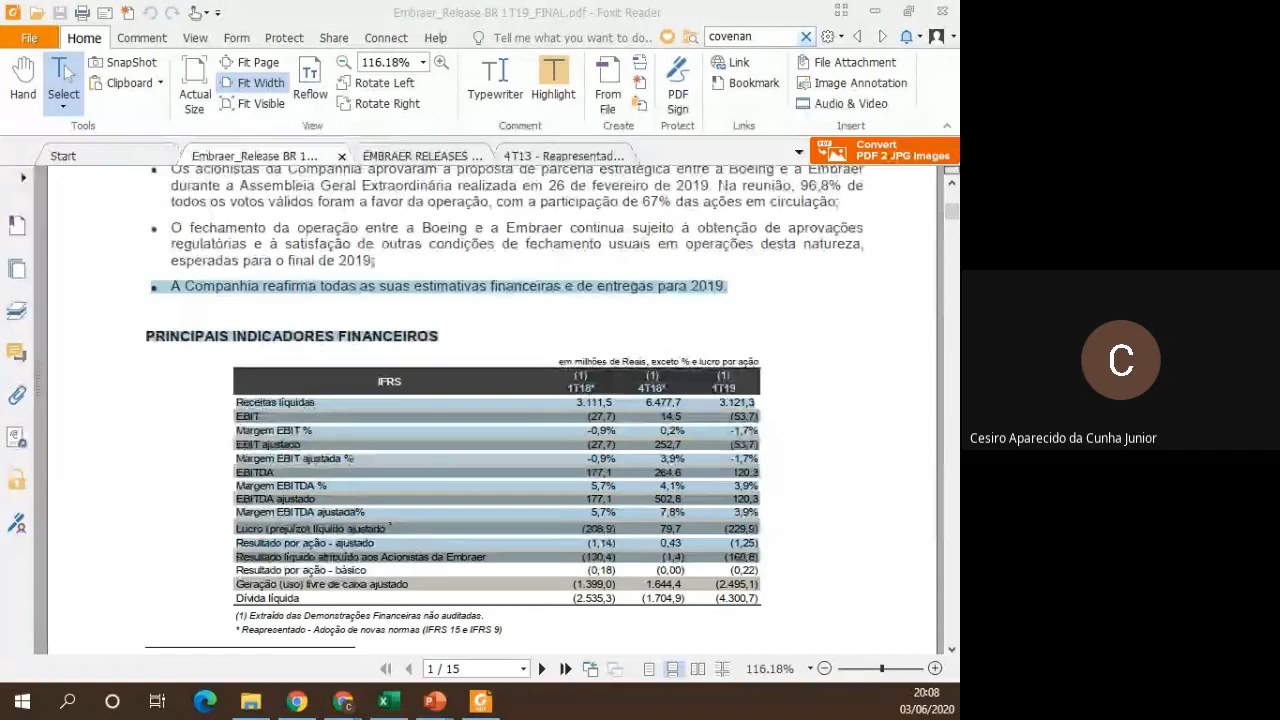 Embraer_Release BR 1T19_FINAL.pdf - Foxit Reader
File Home Comment View Form Protect Share Connect Help Tell me what you want to do.. covenan
Hand Select SnapShot Clipboard
Actual Size Fit Page Fit Width Fit Visible Reflow 116.18% Rotate Left Rotate Right
Typewriter Highlight From File PDF Sign Link Bookmark File Attachment Image Annotation Audio & Video
Tools View Comment Create Protect Links Insert
Start Embraer_Release BR 1... EMBRAER RELEASES ... 4T13 - Reapresentad... Convert PDF 2 JPG Images
• Os acionistas da Companhia aprovaram a proposta de parceria estratégica entre a Boeing e a Embraer
durante a Assembleia Geral Extraordinária realizada em 26 de fevereiro de 2019. Na reunião, 96,8% de
todos os votos válidos foram a favor da operação, com a participação de 67% das ações em circulação;
• O fechamento da operação entre a Boeing e a Embraer continua sujeito à obtenção de aprovações
regulatórias e à satisfação de outras condições de fechamento usuais em operações desta natureza,
esperadas para o final de 2019;
• A Companhia reafirma todas as suas estimativas financeiras e de entregas para 2019.
PRINCIPAIS INDICADORES FINANCEIROS
em milhões de Reais, exceto % e lucro por ação
IFRS (1) 1T18* (1) 4T18* (1) 1T19
Receitas líquidas 3.111,5 6.477,7 3.121,3
EBIT (27,7) 14,5 (53,7)
Margem EBIT % -0,9% 0,2% -1,7%
EBIT ajustado (27,7) 252,7 (53,7)
Margem EBIT ajustada % -0,9% 3,9% -1,7%
EBITDA 177,1 264,6 120,3
Margem EBITDA % 5,7% 4,1% 3,9%
EBITDA ajustado 177,1 502,8 120,3
Margem EBITDA ajustada% 5,7% 7,8% 3,9%
Lucro (prejuízo) líquido ajustado (208,9) 79,7 (229,9)
Resultado por ação - ajustado (1,14) 0,43 (1,25)
Resultado líquido atribuído aos Acionistas da Embraer (130,4) (1,4) (160,8)
Resultado por ação - básico (0,18) (0,00) (0,22)
Geração (uso) livre de caixa ajustado (1.399,0) 1.644,4 (2.495,1)
Dívida líquida (2.535,3) (1.704,9) (4.300,7)
(1) Extraído das Demonstrações Financeiras não auditadas.
* Reapresentado - Adoção de novas normas (IFRS 15 e IFRS 9)
1 / 15 116.18%
20:08
03/06/2020
C
Cesiro Aparecido da Cunha Junior